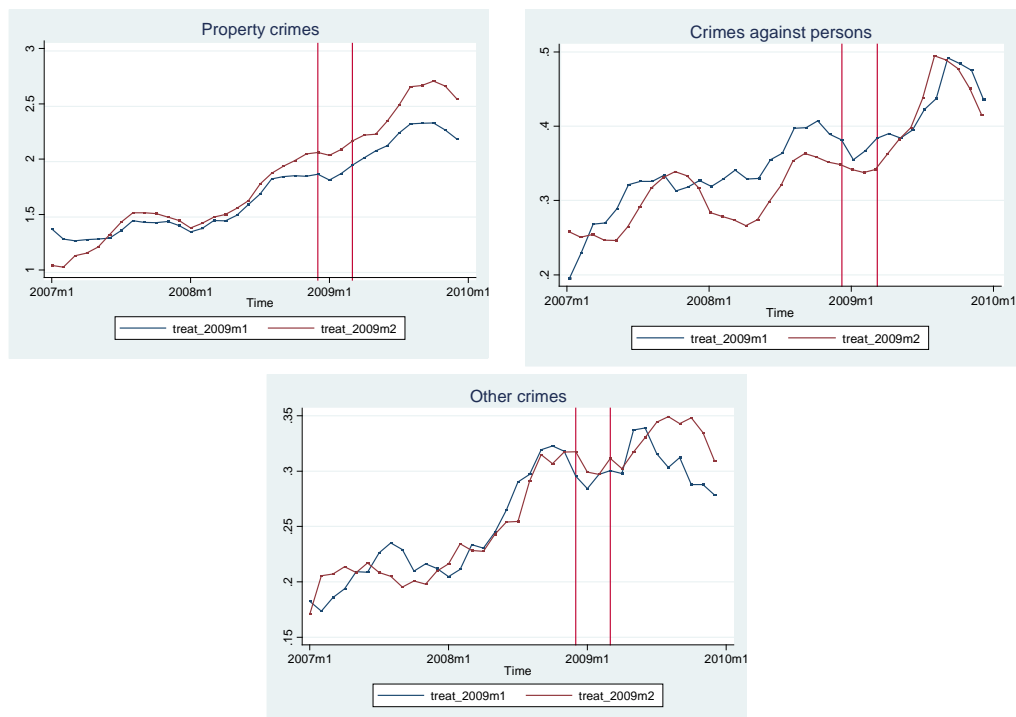 Property crimes
3
2.5
2
1.5
1
2007m1 2008m1 2009m1 2010m1
Time
treat_2009m1 treat_2009m2
Crimes against persons
.5
.4
.3
.2
2007m1 2008m1 2009m1 2010m1
Time
treat_2009m1 treat_2009m2
Other crimes
.35
.3
.25
.2
.15
2007m1 2008m1 2009m1 2010m1
Time
treat_2009m1 treat_2009m2